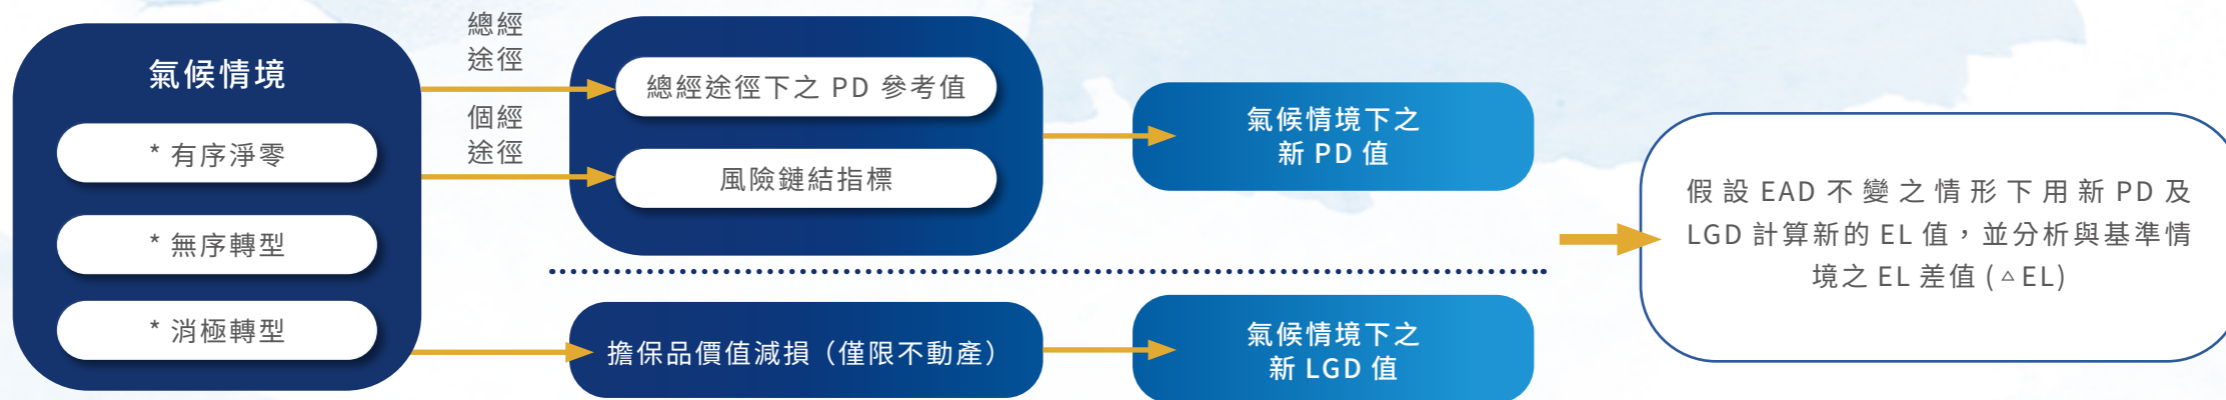 氣候情境
* 有序淨零
* 無序轉型
* 消極轉型
總經
途徑
個經
途徑
總經途徑下之 PD 參考值
風險鏈結指標
擔保品價值減損（僅限不動產）
氣候情境下之
新 PD 值
氣候情境下之
新 LGD 值
假設 EAD 不變之情形下用新 PD 及
LGD 計算新的 EL 值，並分析與基準情
境之 EL 差值 (△EL)